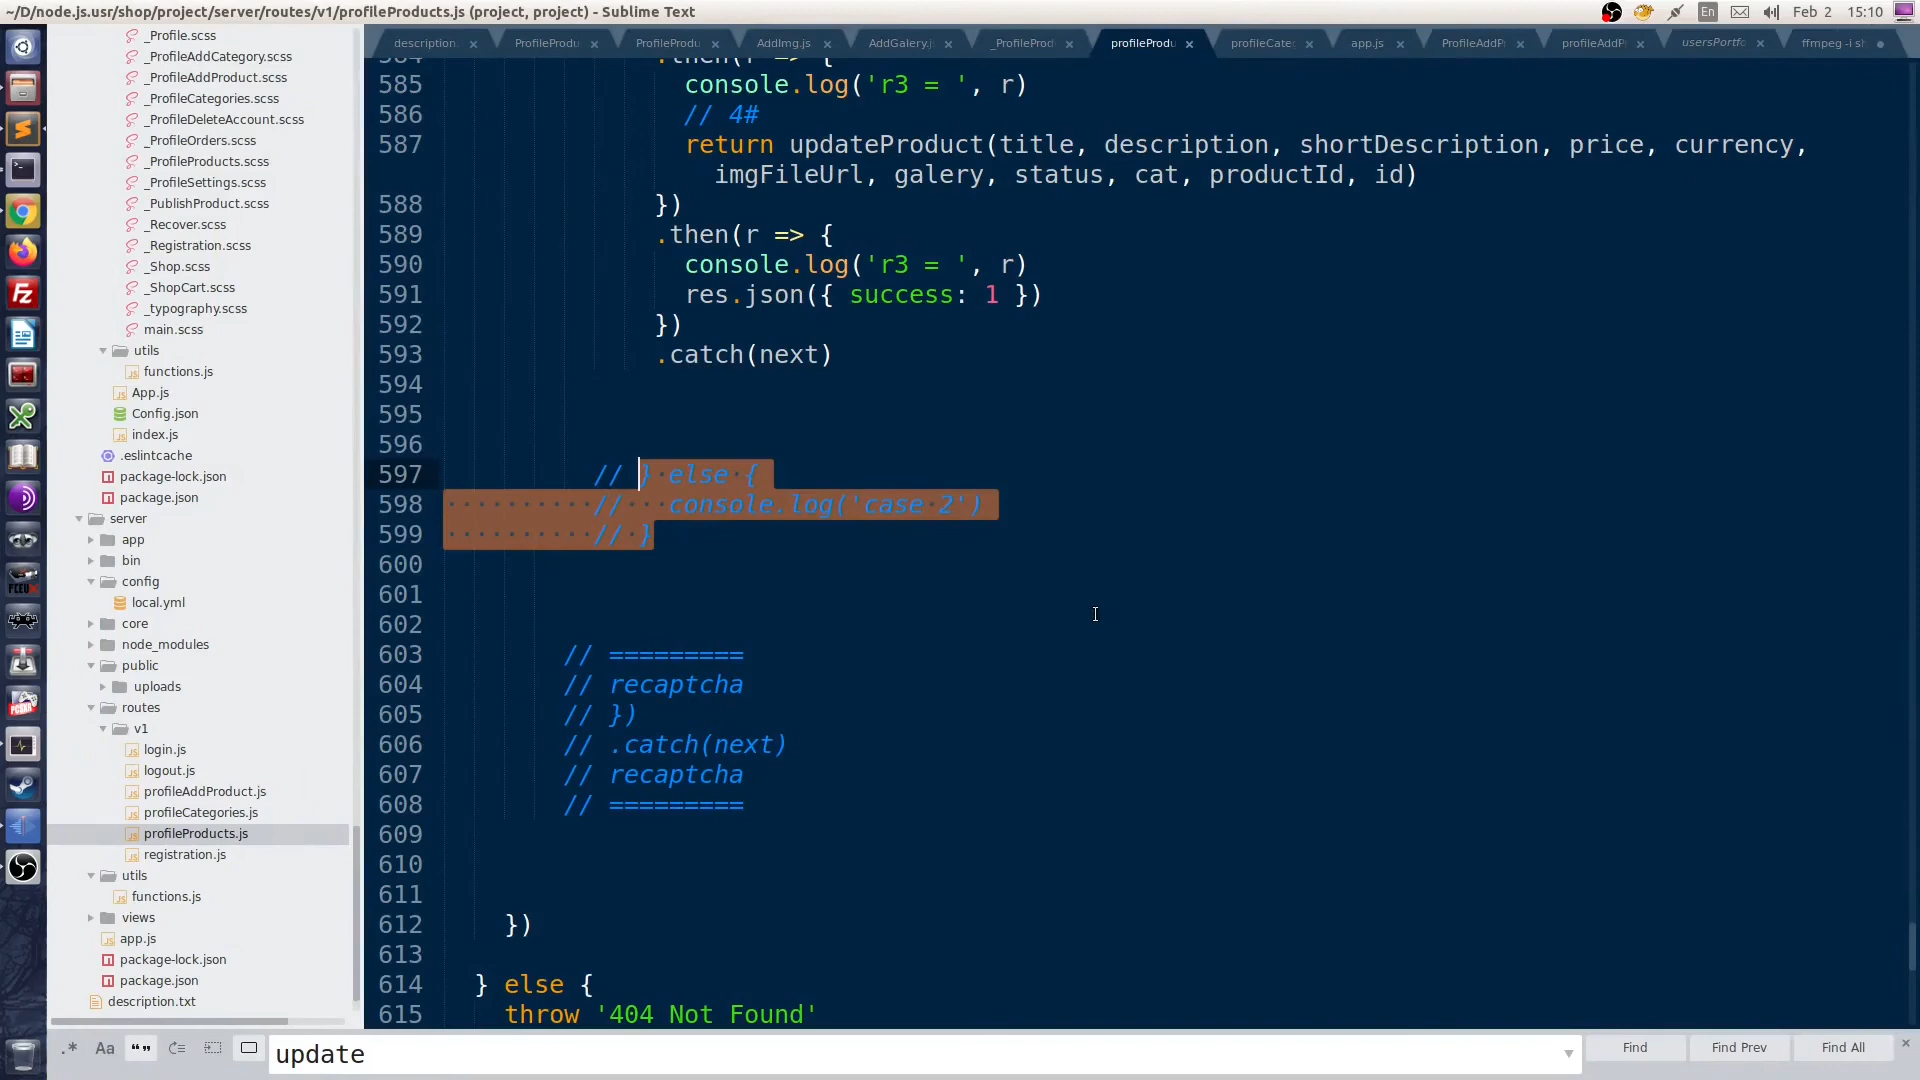 ~/D/node.js.usr/shop/project/server/routes/v1/profileProducts.js (project, project) - Sublime Text
En
Feb 2
15:10
description.
ProfileProdu
ProfileProdu
AddImg.js
AddGalery.j
_ProfileProd
profileProdu
profileCate
app.js
ProfileAddP
profileAddP
usersPortfo
ffmpeg -i sh
_Profile.scss
_ProfileAddCategory.scss
_ProfileAddProduct.scss
_ProfileCategories.scss
_ProfileDeleteAccount.scss
_ProfileOrders.scss
_ProfileProducts.scss
_ProfileSettings.scss
_PublishProduct.scss
_Recover.scss
_Registration.scss
_Shop.scss
_ShopCart.scss
_typography.scss
main.scss
utils
functions.js
App.js
Config.json
index.js
.eslintcache
package-lock.json
package.json
server
app
bin
config
local.yml
core
node_modules
public
uploads
routes
v1
login.js
logout.js
profileAddProduct.js
profileCategories.js
profileProducts.js
registration.js
utils
functions.js
views
app.js
package-lock.json
package.json
description.txt
584 .then(r => {
585 console.log('r3 = ', r)
586 // 4#
587 return updateProduct(title, description, shortDescription, price, currency,
imgFileUrl, galery, status, cat, productId, id)
588 })
589 .then(r => {
590 console.log('r3 = ', r)
591 res.json({ success: 1 })
592 })
593 .catch(next)
594
595
596
597 // } else {
598 // console.log('case 2')
599 // }
600
601
602
603 // =========
604 // recaptcha
605 // })
606 // .catch(next)
607 // recaptcha
608 // =========
609
610
611
612 })
613
614 } else {
615 throw '404 Not Found'
.* Aa “” update Find Find Prev Find All